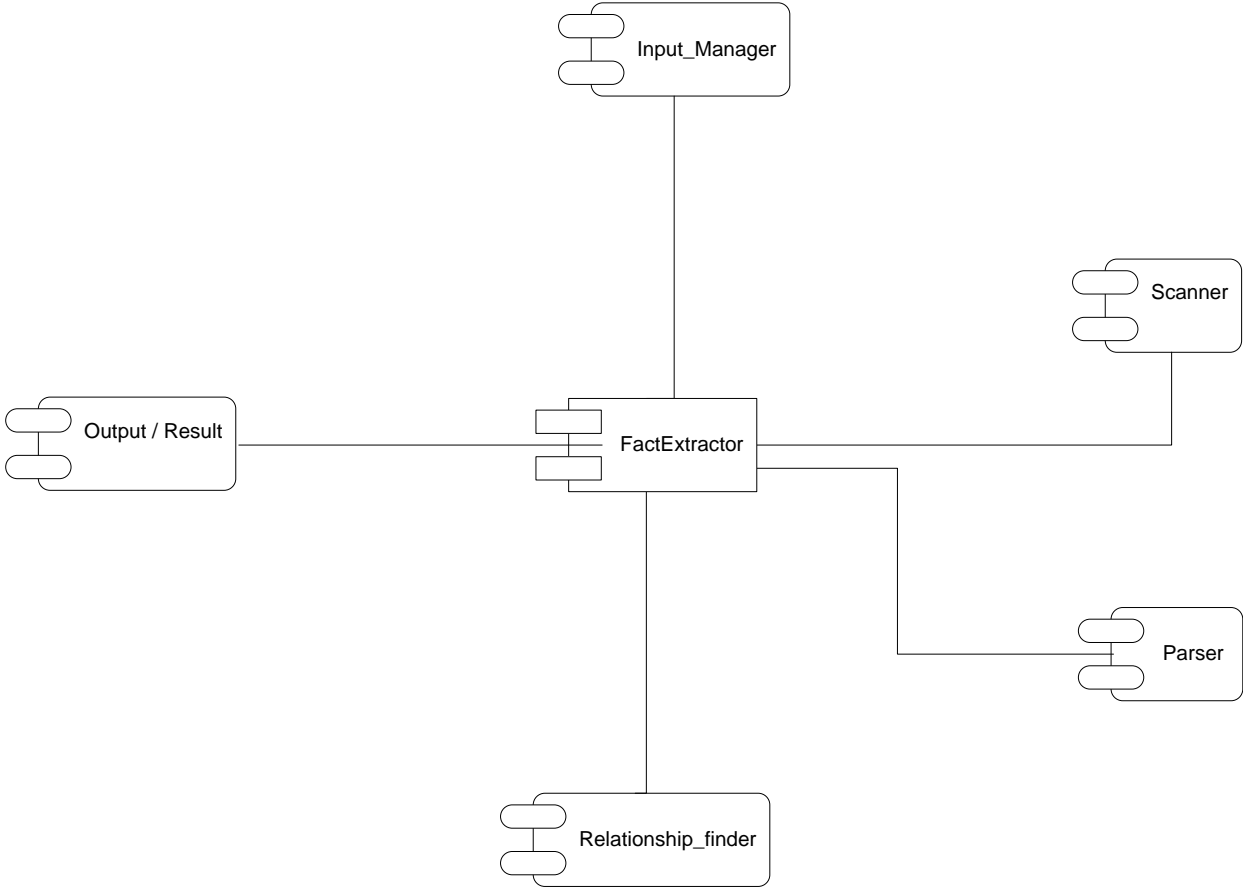 Input_Manager
Scanner
Output / Result
FactExtractor
Parser
Relationship_finder